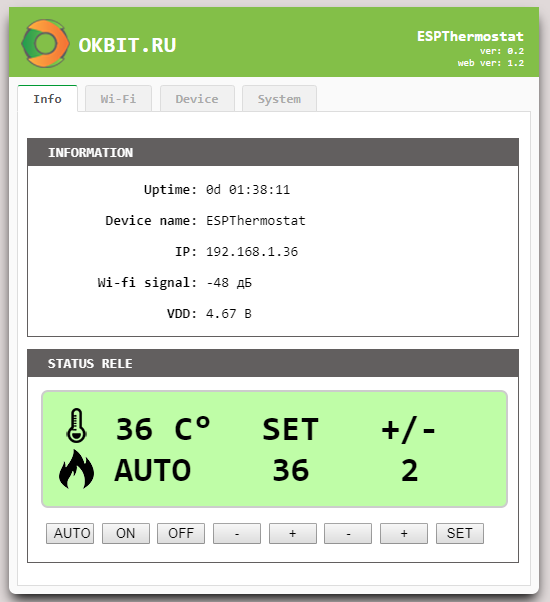 OKBIT.RU
ESPThermostat
ver: 0.2
web ver: 1.2
Info Wi-Fi Device System
INFORMATION
Uptime: 0d 01:38:11
Device name: ESPThermostat
IP: 192.168.1.36
Wi-fi signal: -48 дБ
VDD: 4.67 В
STATUS RELE
36 C° SET +/-
AUTO 36 2
AUTO ON OFF - + - + SET